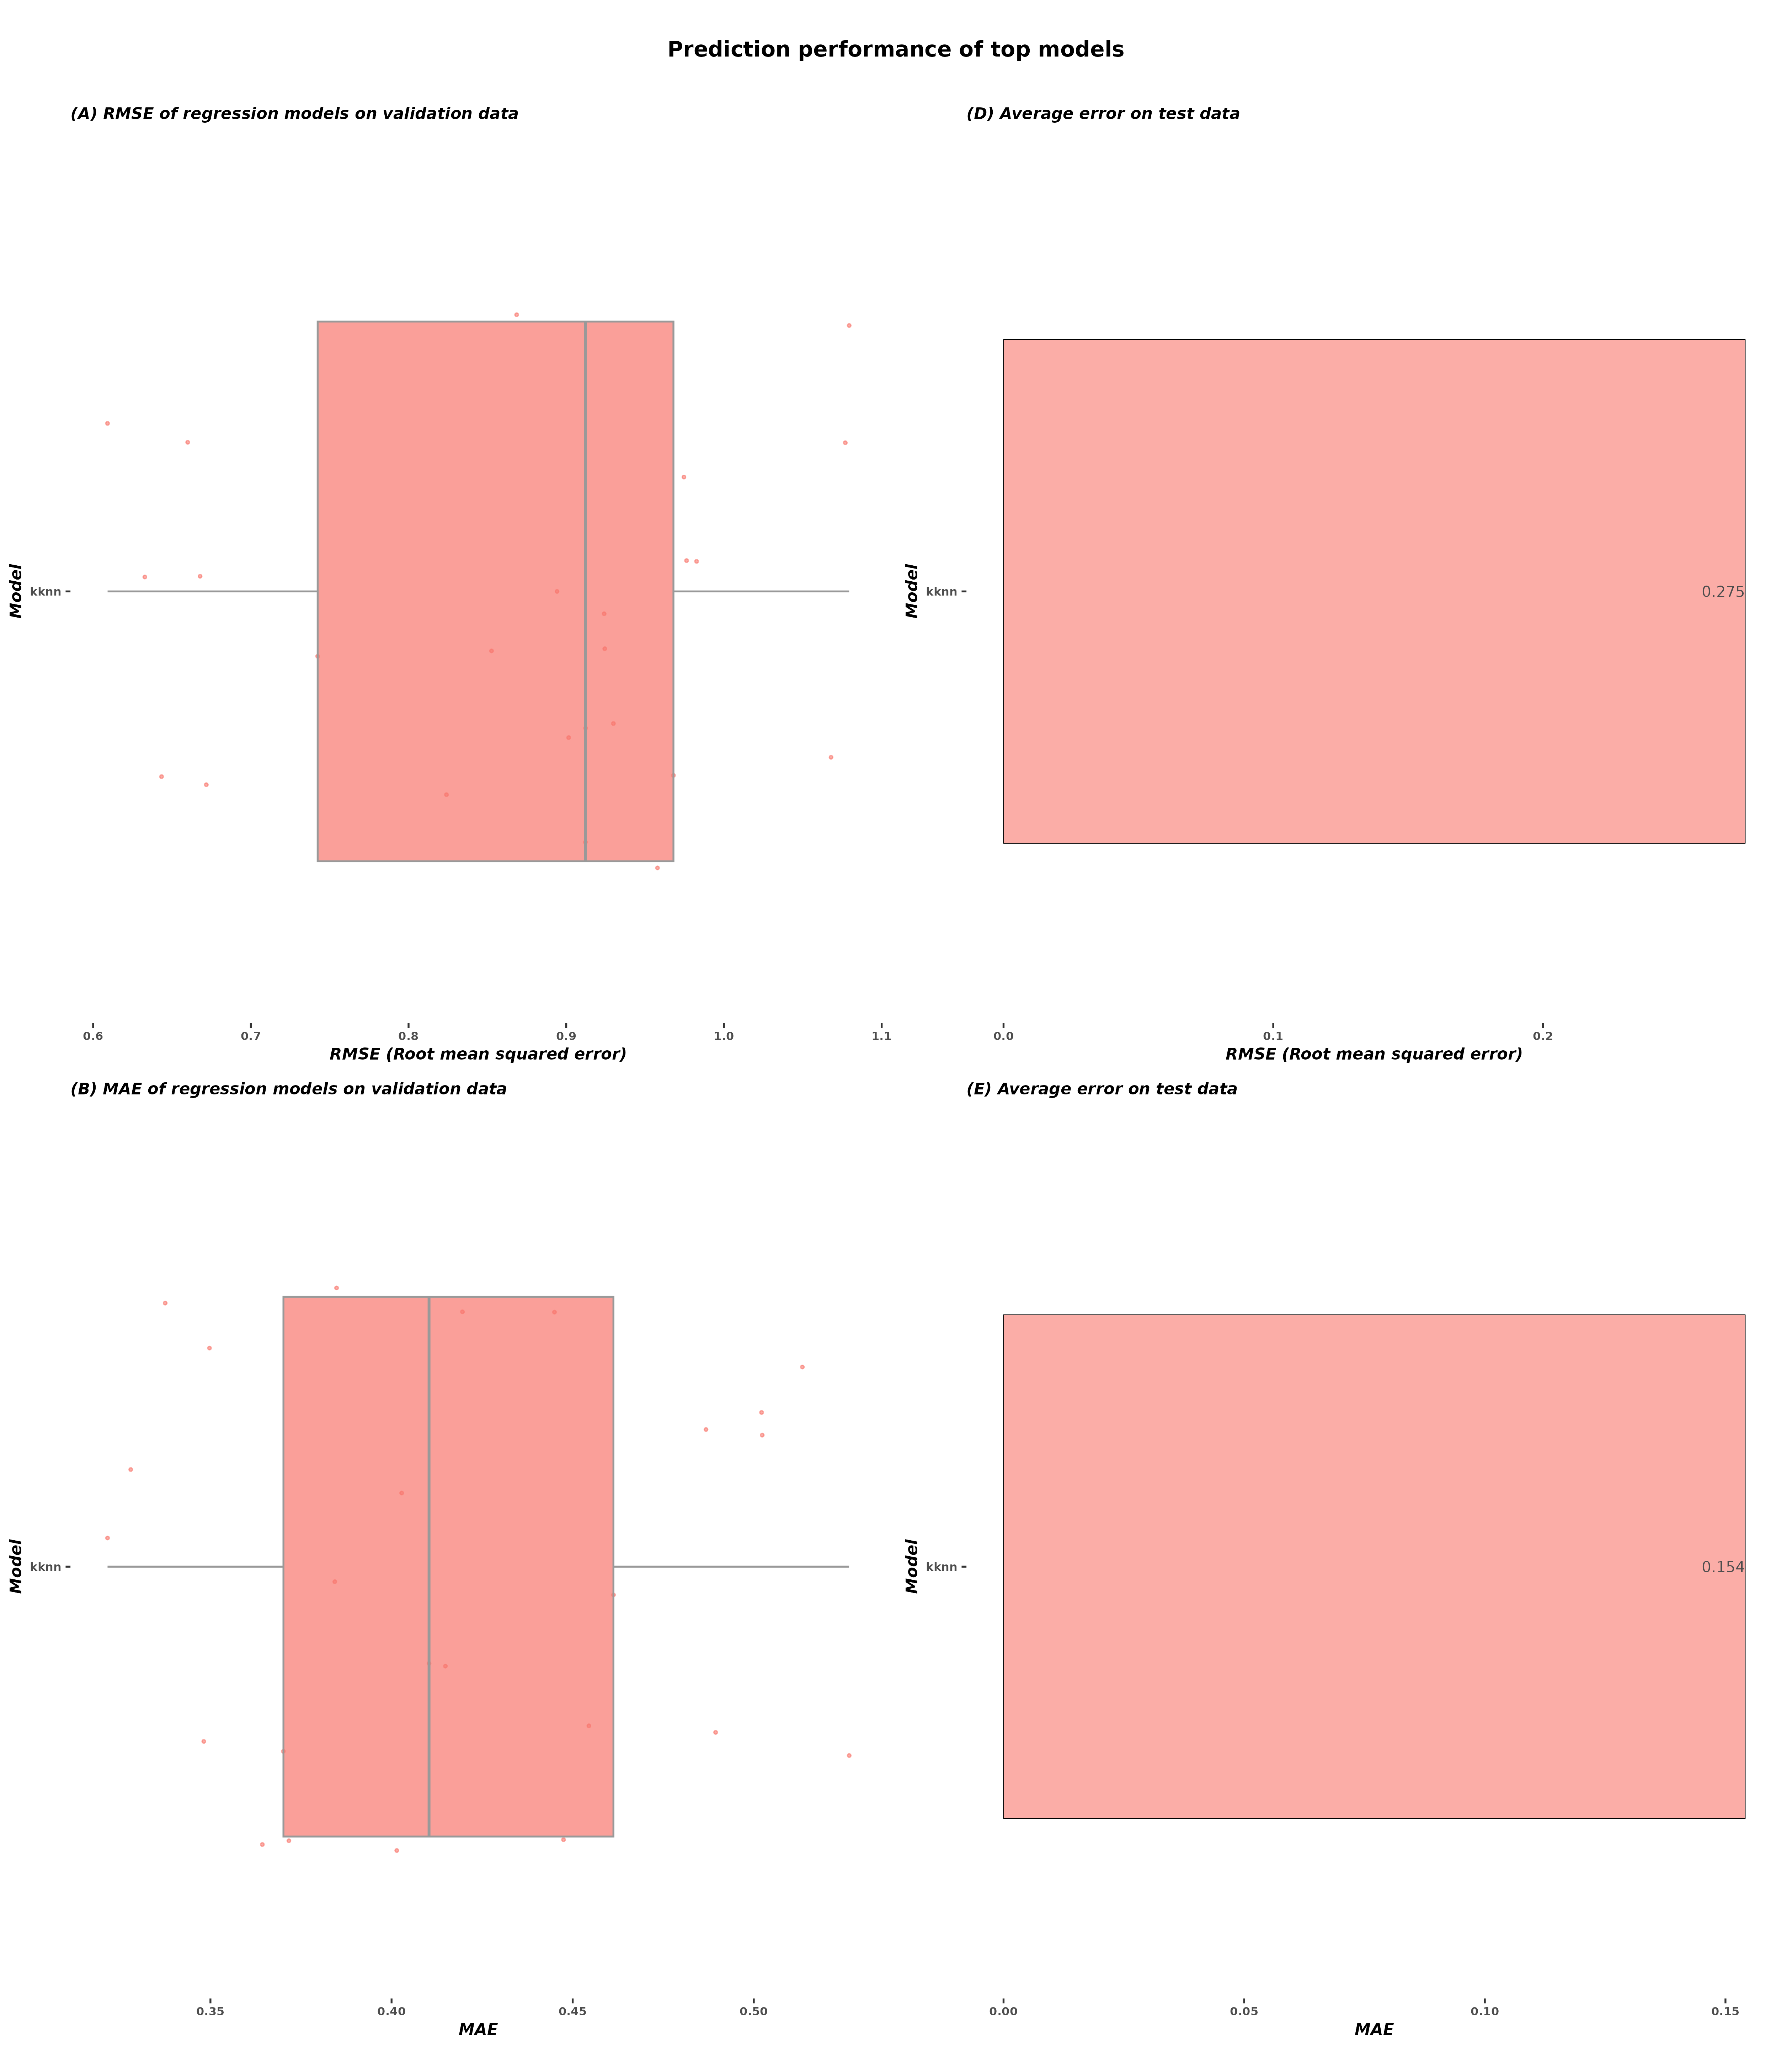 Prediction performance of top models
(A) RMSE of regression models on validation data
Model
kknn
0.6 0.7 0.8 0.9 1.0 1.1
RMSE (Root mean squared error)
(D) Average error on test data
Model
kknn
0.275
0.0 0.1 0.2
RMSE (Root mean squared error)
(B) MAE of regression models on validation data
Model
kknn
0.35 0.40 0.45 0.50
MAE
(E) Average error on test data
Model
kknn
0.154
0.00 0.05 0.10 0.15
MAE